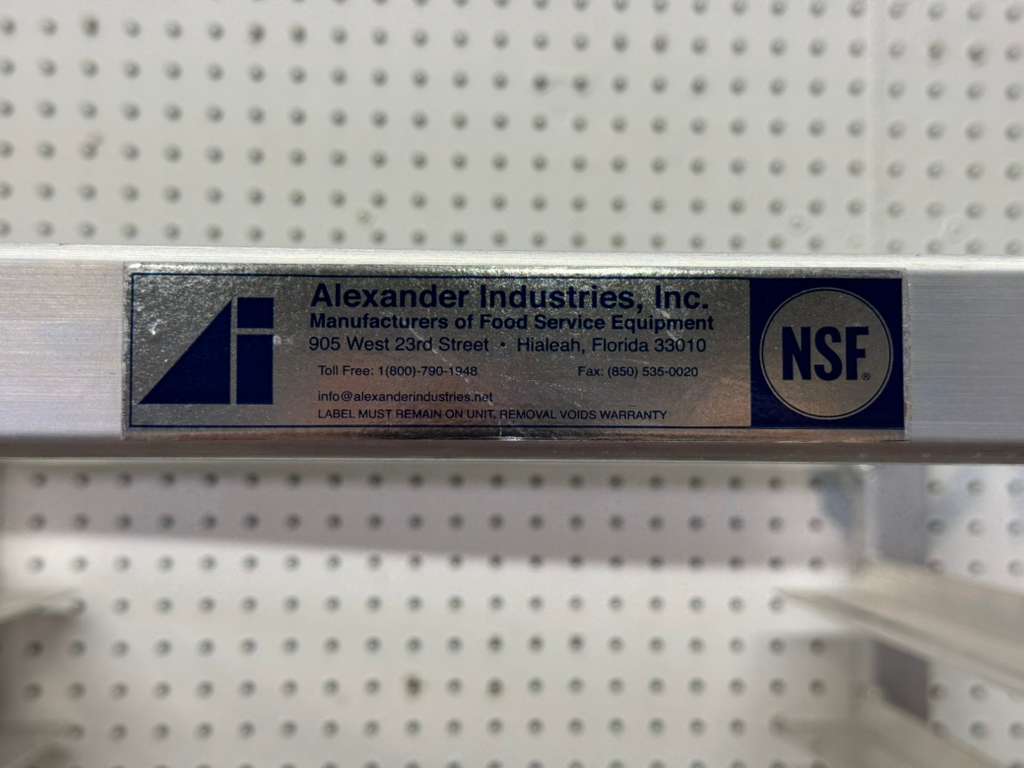 Alexander Industries, Inc.
Manufacturers of Food Service Equipment
905 West 23rd Street • Hialeah, Florida 33010
Toll Free: 1(800)-790-1948 Fax: (850) 535-0020
info@alexanderindustries.net
LABEL MUST REMAIN ON UNIT, REMOVAL VOIDS WARRANTY
Ai
NSF®